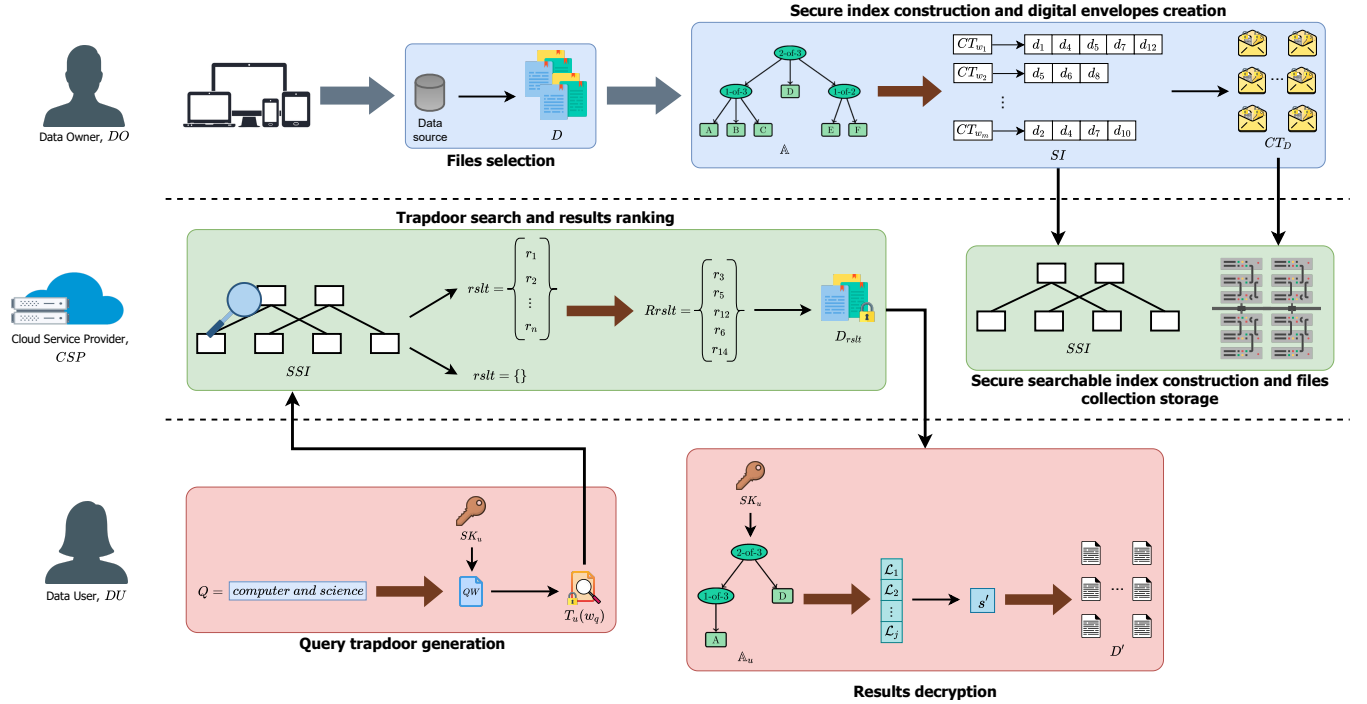 Secure index construction and digital envelopes creation
Data Owner, DO
Data
source
D
Files selection
2-of-3
1-of-3
D
1-of-2
A
B
C
E
F
𝔸
CT_{w_1}
d_1 d_4 d_5 d_7 d_{12}
CT_{w_2}
d_5 d_6 d_8
⋮
CT_{w_m}
d_2 d_4 d_7 d_{10}
SI
...
CT_D
Trapdoor search and results ranking
Cloud Service Provider,
CSP
SSI
rslt = { r_1 r_2 ⋮ r_n }
rslt = {}
Rrslt = { r_3 r_5 r_{12} r_6 r_{14} }
D_{rslt}
SSI
Secure searchable index construction and files
collection storage
Data User, DU
Q = computer and science
SK_u
QW
T_u(w_q)
Query trapdoor generation
SK_u
2-of-3
1-of-3
D
A
𝔸_u
ℒ_1
ℒ_2
⋮
ℒ_j
s′
...
D′
Results decryption